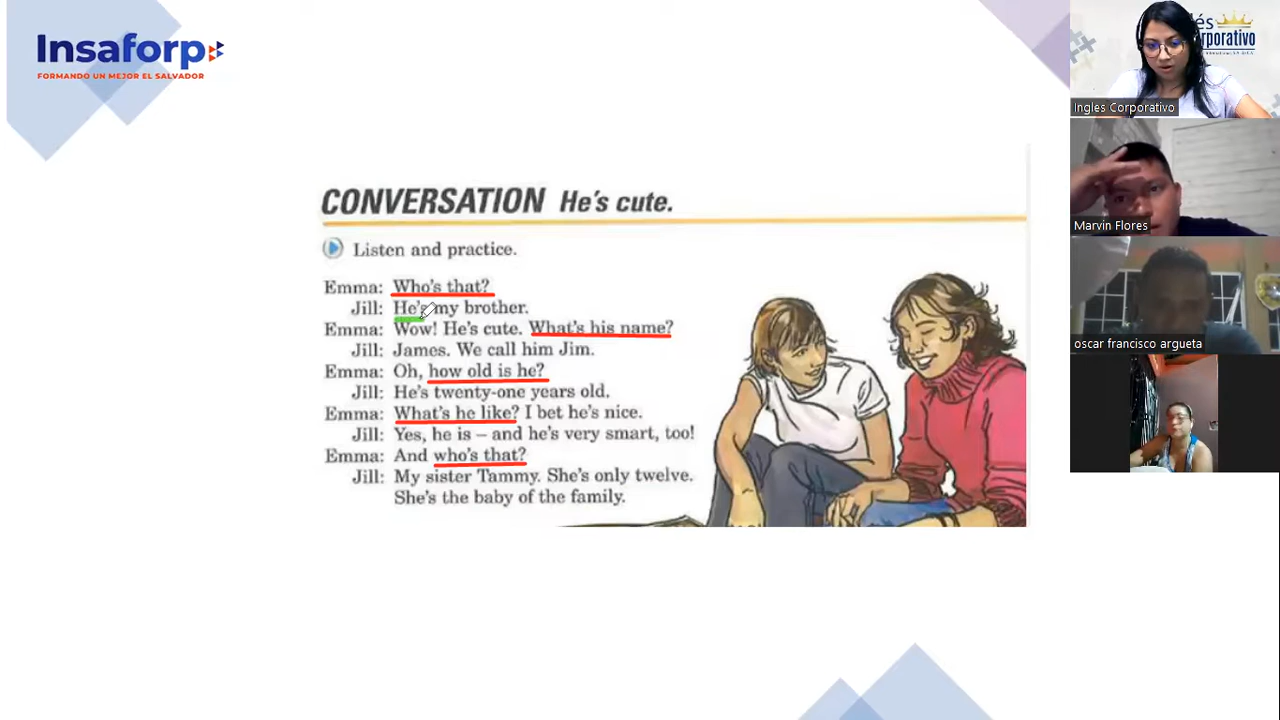 Insaforp
FORMANDO UN MEJOR EL SALVADOR
CONVERSATION He's cute.
Listen and practice.
Emma: Who's that?
Jill: He's my brother.
Emma: Wow! He's cute. What's his name?
Jill: James. We call him Jim.
Emma: Oh, how old is he?
Jill: He's twenty-one years old.
Emma: What's he like? I bet he's nice.
Jill: Yes, he is – and he's very smart, too!
Emma: And who's that?
Jill: My sister Tammy. She's only twelve.
She's the baby of the family.
Ingles Corporativo
Marvin Flores
oscar francisco argueta